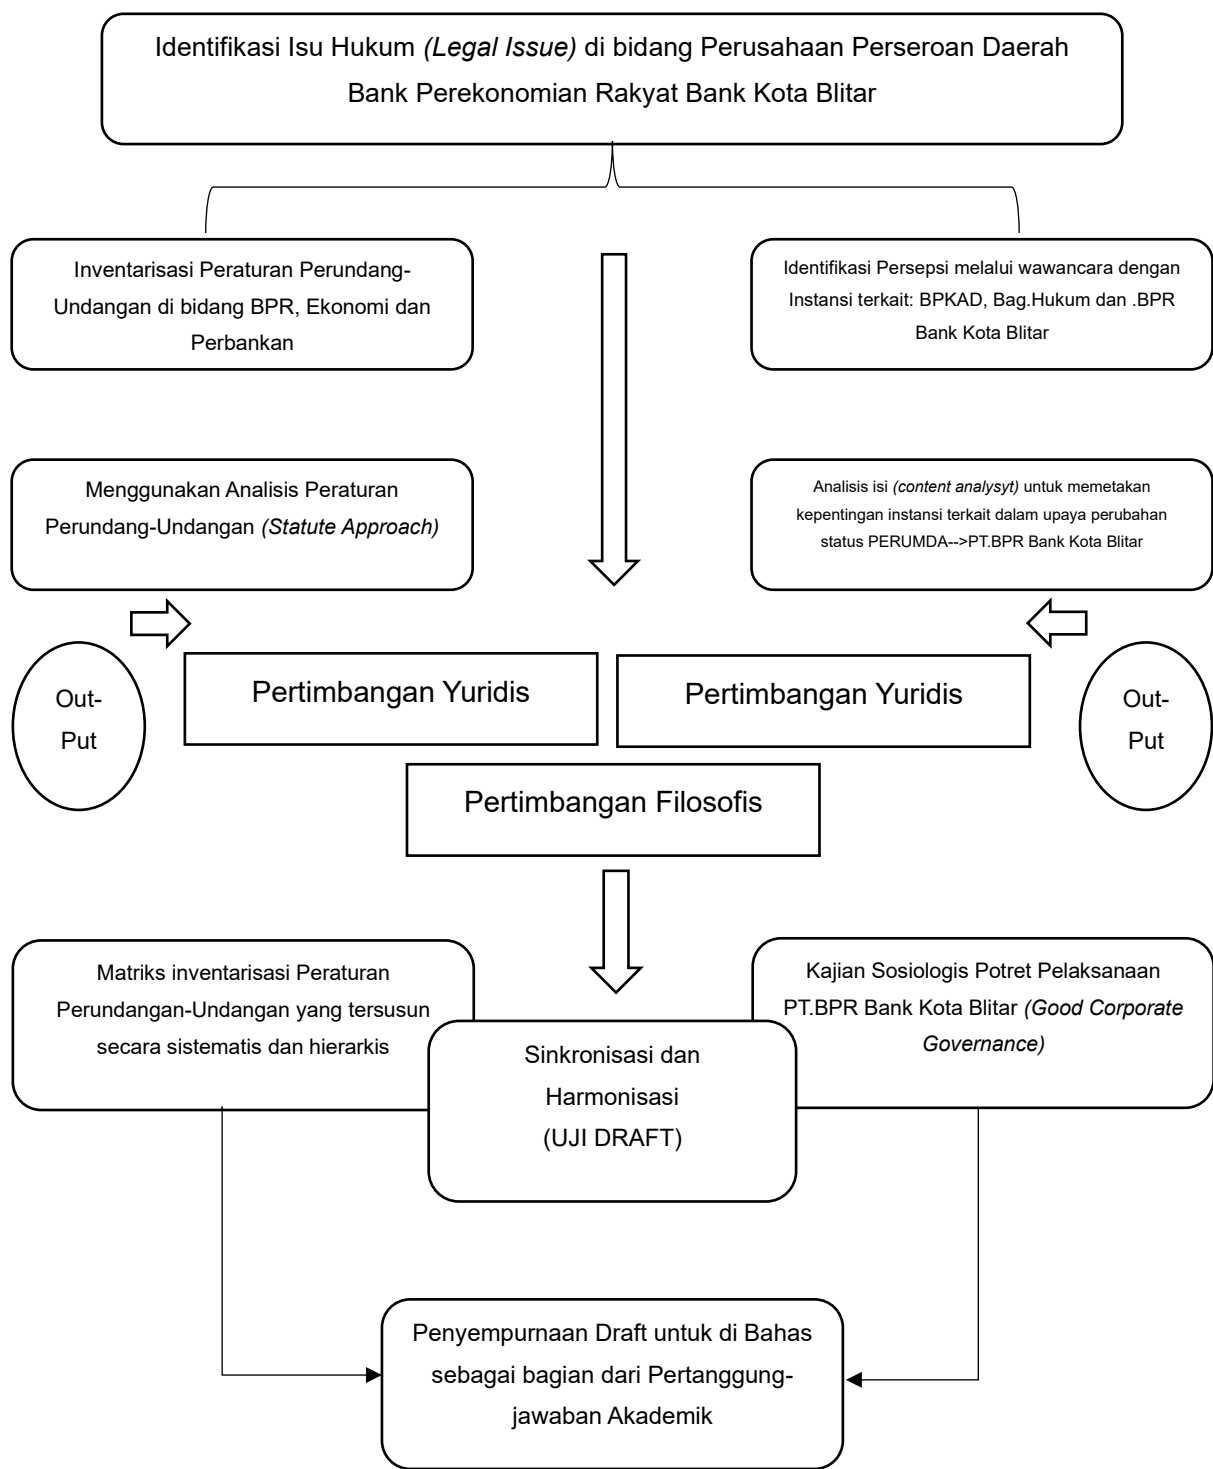 Identifikasi Isu Hukum (Legal Issue) di bidang Perusahaan Perseroan Daerah
Bank Perekonomian Rakyat Bank Kota Blitar
Inventarisasi Peraturan Perundang-
Undangan di bidang BPR, Ekonomi dan
Perbankan
Identifikasi Persepsi melalui wawancara dengan
Instansi terkait: BPKAD, Bag.Hukum dan .BPR
Bank Kota Blitar
Menggunakan Analisis Peraturan
Perundang-Undangan (Statute Approach)
Analisis isi (content analysyt) untuk memetakan
kepentingan instansi terkait dalam upaya perubahan
status PERUMDA-->PT.BPR Bank Kota Blitar
Out-
Put
Pertimbangan Yuridis
Pertimbangan Yuridis
Out-
Put
Pertimbangan Filosofis
Matriks inventarisasi Peraturan
Perundangan-Undangan yang tersusun
secara sistematis dan hierarkis
Kajian Sosiologis Potret Pelaksanaan
PT.BPR Bank Kota Blitar (Good Corporate
Governance)
Sinkronisasi dan
Harmonisasi
(UJI DRAFT)
Penyempurnaan Draft untuk di Bahas
sebagai bagian dari Pertanggung-
jawaban Akademik